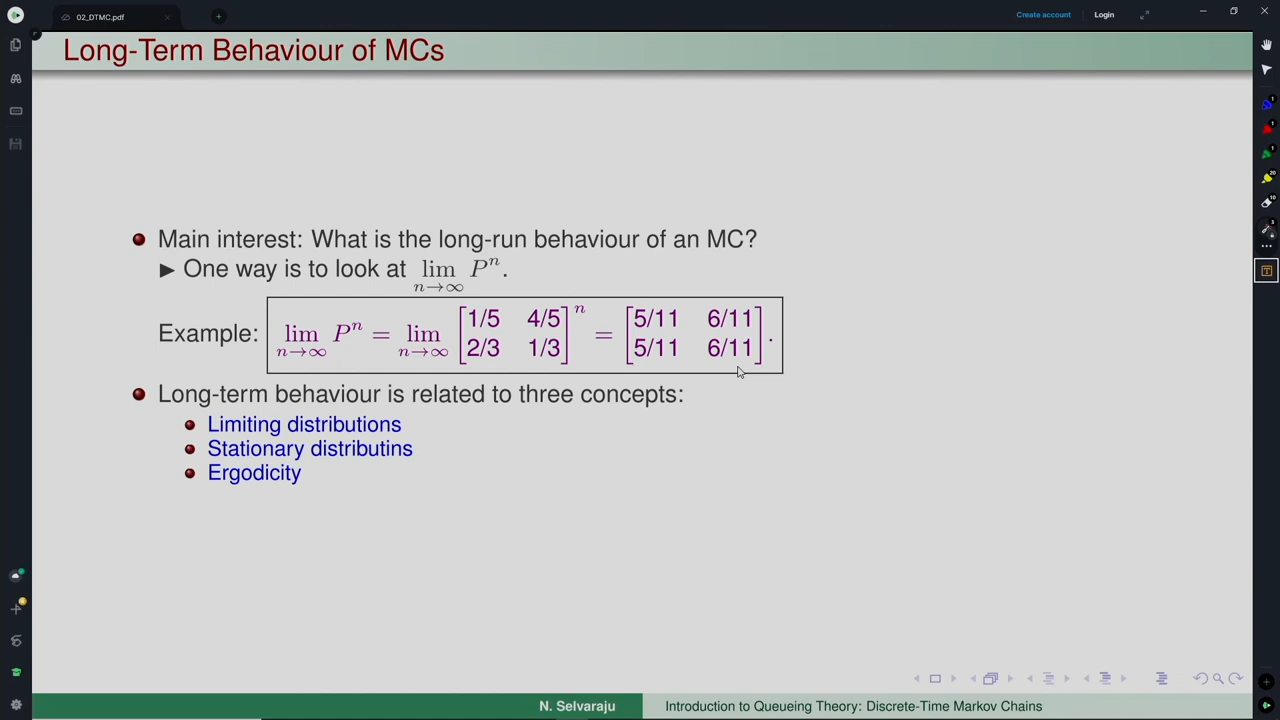 02_DTMC.pdf
Create account
Login
Long-Term Behaviour of MCs
Main interest: What is the long-run behaviour of an MC?
▶ One way is to look at lim_{n→∞} P^n.
Example: lim_{n→∞} P^n = lim_{n→∞} [1/5 4/5; 2/3 1/3]^n = [5/11 6/11; 5/11 6/11].
Long-term behaviour is related to three concepts:
Limiting distributions
Stationary distributins
Ergodicity
N. Selvaraju
Introduction to Queueing Theory: Discrete-Time Markov Chains